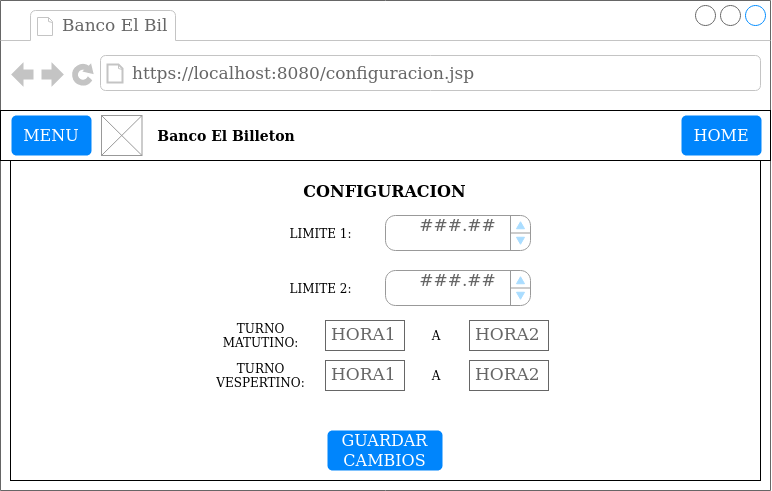 Banco El Bil
https://localhost:8080/configuracion.jsp
MENU
Banco El Billeton
HOME
CONFIGURACION
LIMITE 1:
###.##
LIMITE 2:
###.##
TURNO
MATUTINO:
HORA1
A
HORA2
TURNO
VESPERTINO:
HORA1
A
HORA2
GUARDAR
CAMBIOS